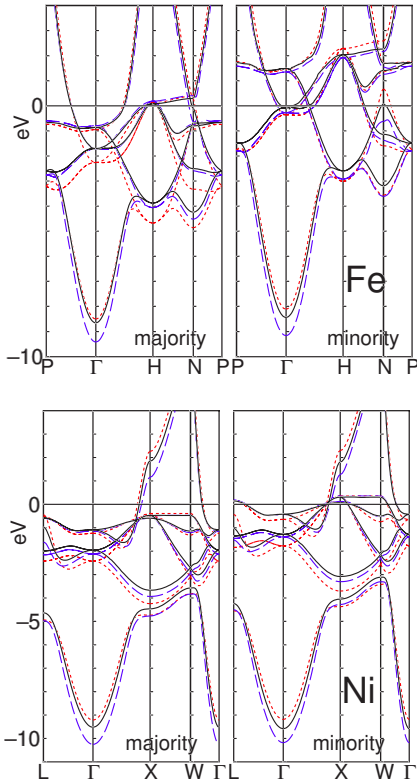 0
eV
−10
majority
minority
Fe
P Γ H N P Γ H N P
0
eV
−5
−10
majority
minority
Ni
L Γ X W Γ L Γ X W Γ